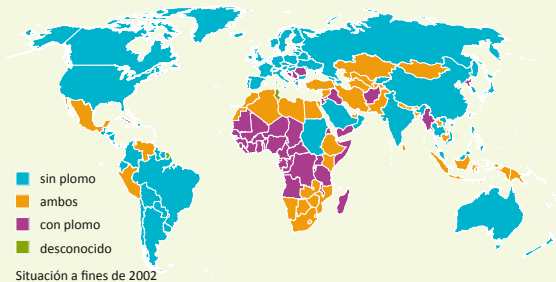 sin plomo
ambos
con plomo
desconocido
Situación a fines de 2002